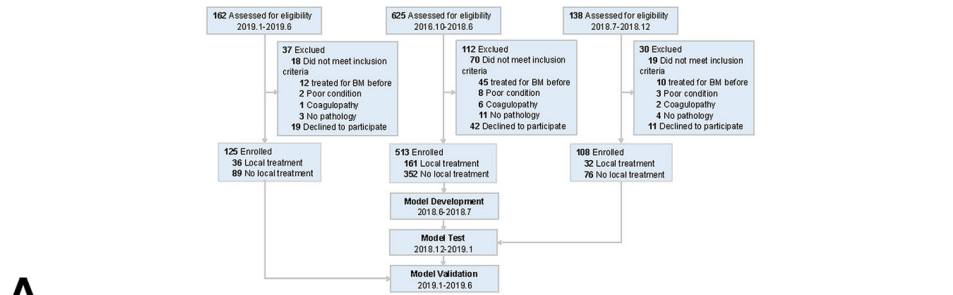 162 Assessed for eligibility
2019.1-2019.6
625 Assessed for eligibility
2016.10-2018.6
138 Assessed for eligibility
2018.7-2018.12
37 Exclued
18 Did not meet inclusion
criteria
12 treated for BM before
2 Poor condition
1 Coagulopathy
3 No pathology
19 Declined to participate
112 Exclued
70 Did not meet inclusion
criteria
45 treated for BM before
8 Poor condition
6 Coagulopathy
11 No pathology
42 Declined to participate
30 Exclued
19 Did not meet inclusion
criteria
10 treated for BM before
3 Poor condition
2 Coagulopathy
4 No pathology
11 Declined to participate
125 Enrolled
36 Local treatment
89 No local treatment
513 Enrolled
161 Local treatment
352 No local treatment
108 Enrolled
32 Local treatment
76 No local treatment
Model Development
2018.6-2018.7
Model Test
2018.12-2019.1
Model Validation
2019.1-2019.6
A